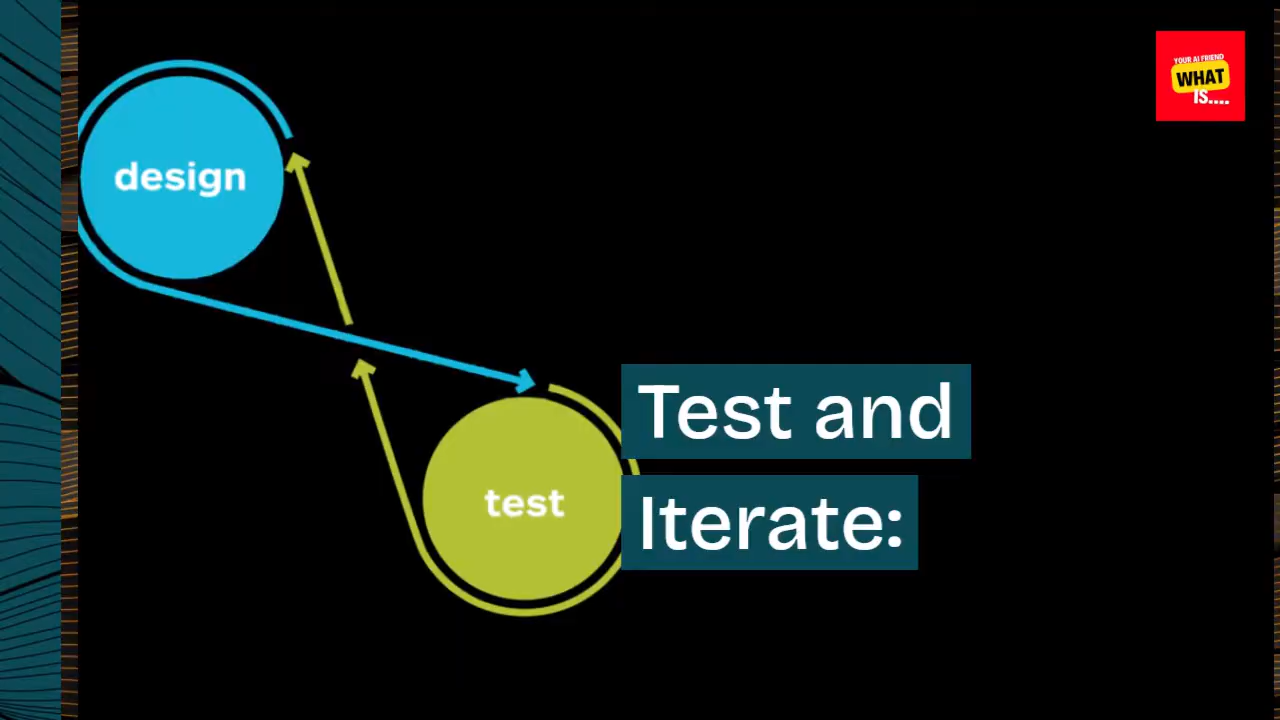 YOUR AI FRIEND
WHAT
IS....
design
Test and
Iterate:
test